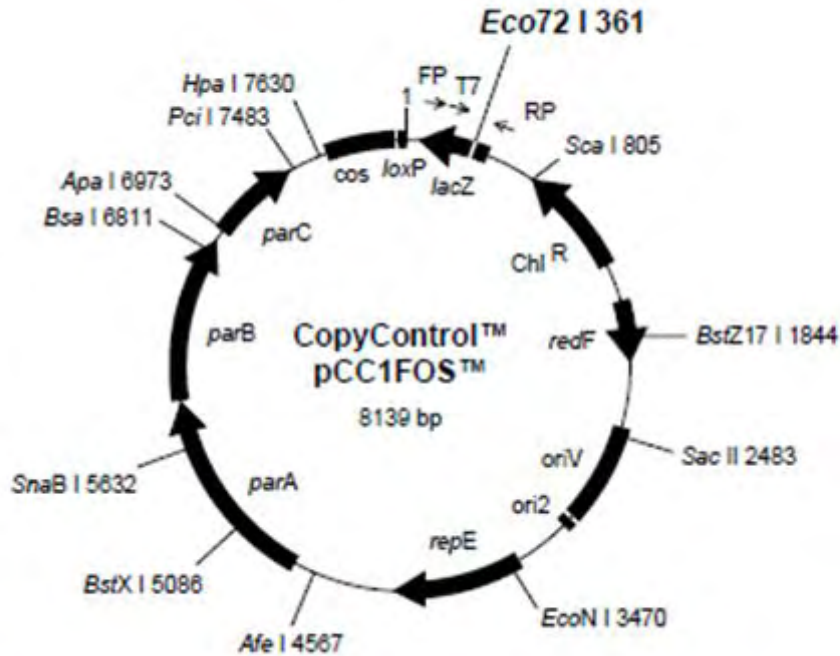 Eco72 I 361
FP
T7
1
RP
Hpa I 7630
Pci I 7483
Sca I 805
cos
loxP
lacZ
Apa I 6973
Bsa I 6811
parC
Chl R
parB
CopyControl™
pCC1FOS™
8139 bp
redF
BstZ17 I 1844
oriV
Sac II 2483
SnaB I 5632
parA
ori2
repE
BstX I 5086
EcoN I 3470
Afe I 4567